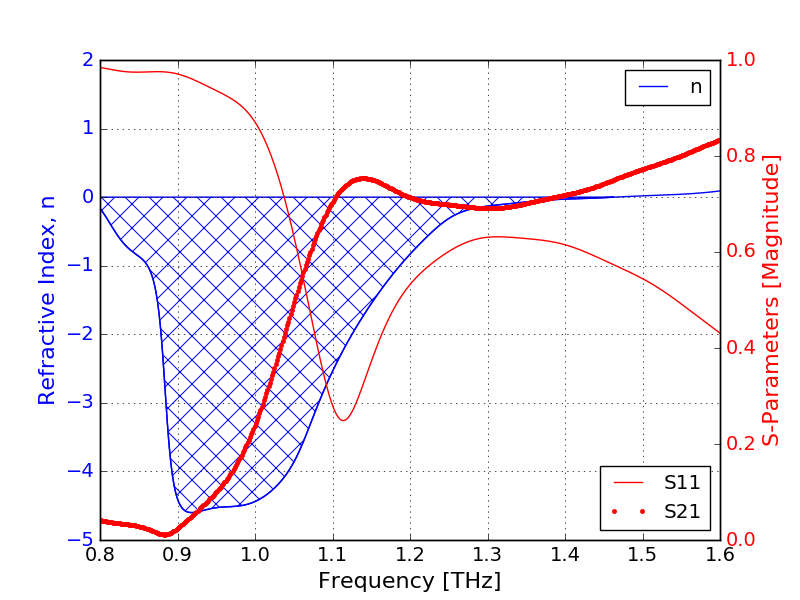 2
1
0
−1
−2
−3
−4
−5
Refractive Index, n
n
1.0
0.8
0.6
0.4
0.2
0.0
S-Parameters [Magnitude]
S11
S21
0.8 0.9 1.0 1.1 1.2 1.3 1.4 1.5 1.6
Frequency [THz]